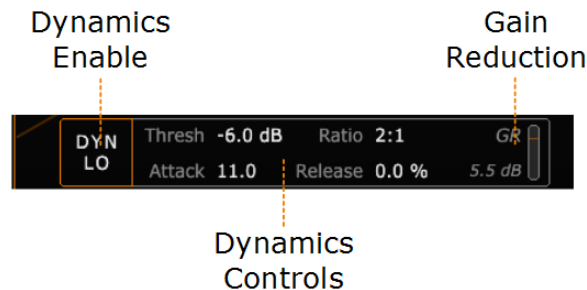 Dynamics
Enable
Gain
Reduction
DYN
LO
Thresh -6.0 dB Ratio 2:1 GR
Attack 11.0 Release 0.0 % 5.5 dB
Dynamics
Controls